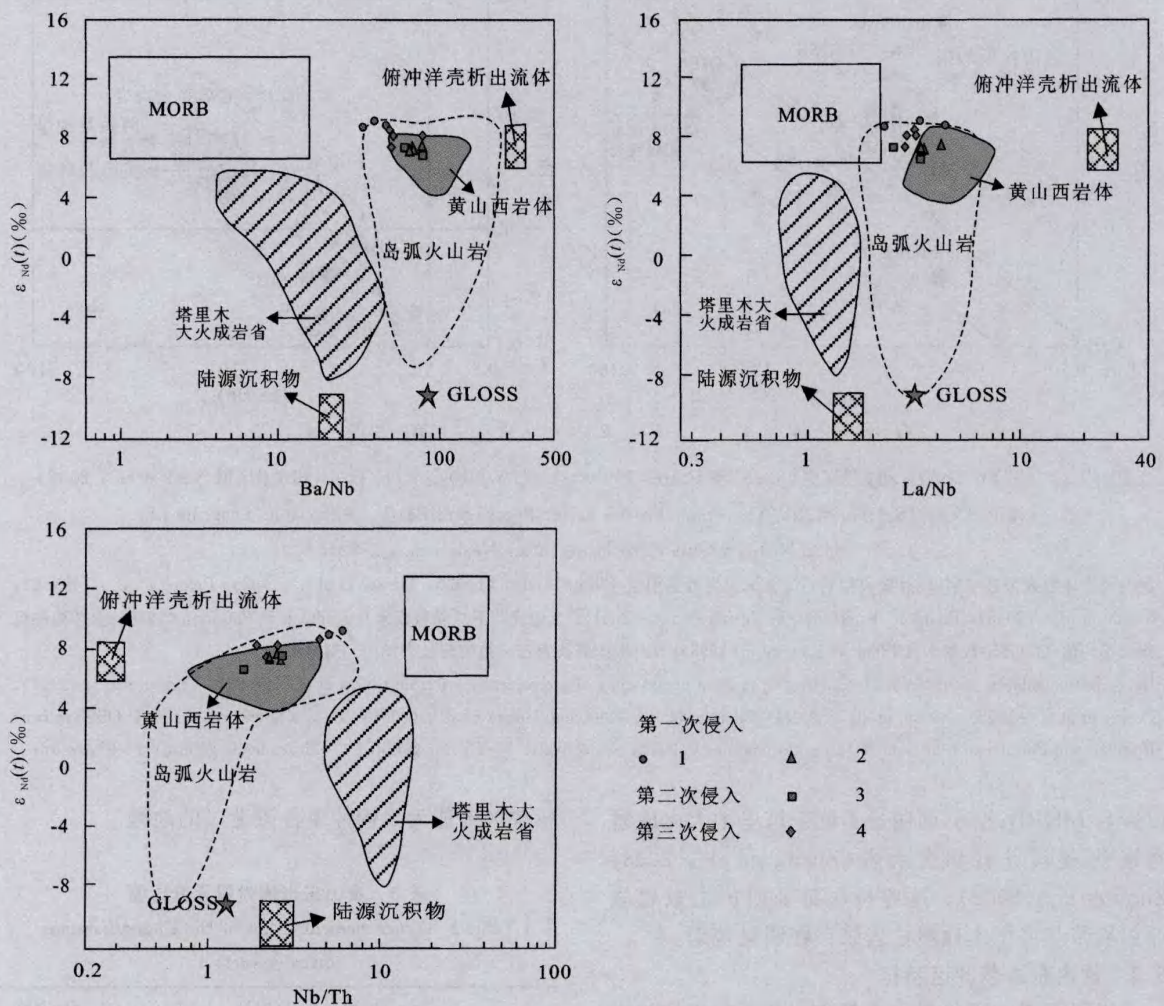 16
12
8
4
0
-4
-8
-12
ε Nd(t)(‰)
MORB
俯冲洋壳析出流体
黄山西岩体
岛弧火山岩
塔里木
大火成岩省
陆源沉积物
GLOSS
1
10
100
500
Ba/Nb
16
12
8
4
0
-4
-8
-12
ε Nd(t)(‰)
MORB
俯冲洋壳析出流体
黄山西岩体
岛弧火山岩
塔里木大
火成岩省
陆源沉积物
GLOSS
0.3
1
10
40
La/Nb
16
12
8
4
0
-4
-8
ε Nd(t)(‰)
俯冲洋壳析出流体
MORB
黄山西岩体
岛弧火山岩
塔里木大
火成岩省
GLOSS
陆源沉积物
0.2
1
10
100
Nb/Th
第一次侵入
1
2
第二次侵入
3
第三次侵入
4